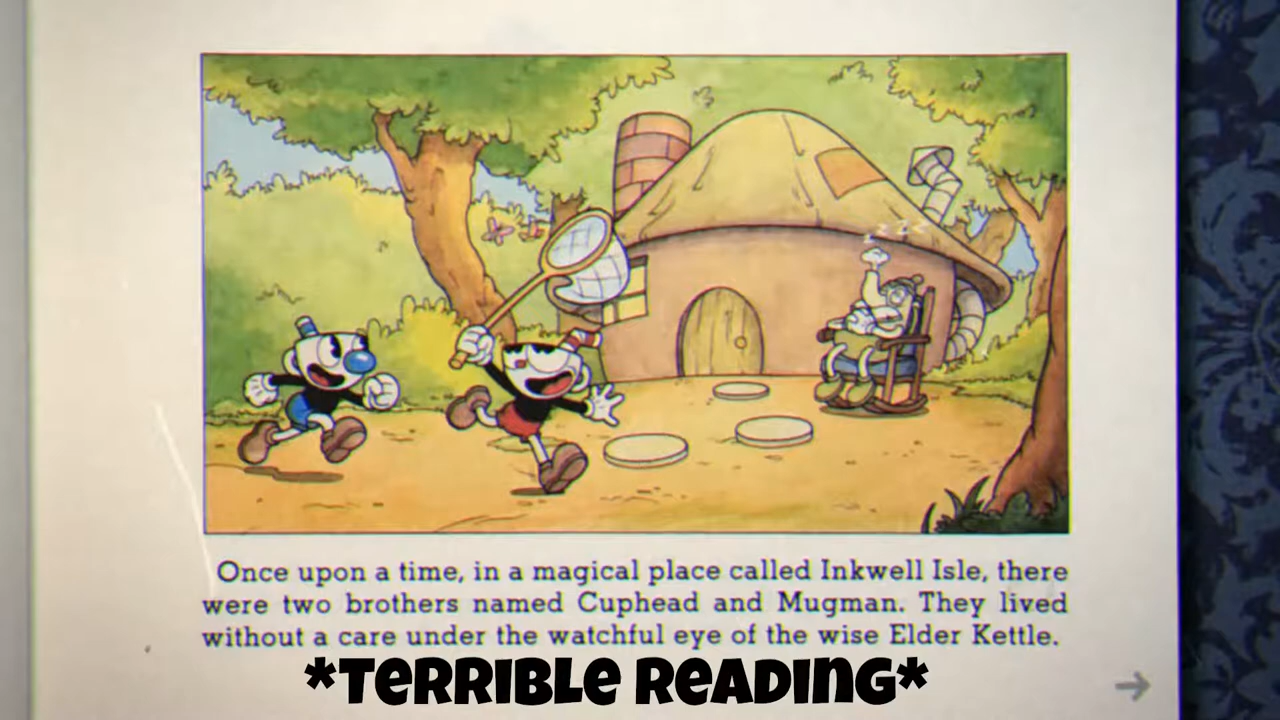 zzzz
Once upon a time, in a magical place called Inkwell Isle, there
were two brothers named Cuphead and Mugman. They lived
without a care under the watchful eye of the wise Elder Kettle.
*TERRIBLE READING*